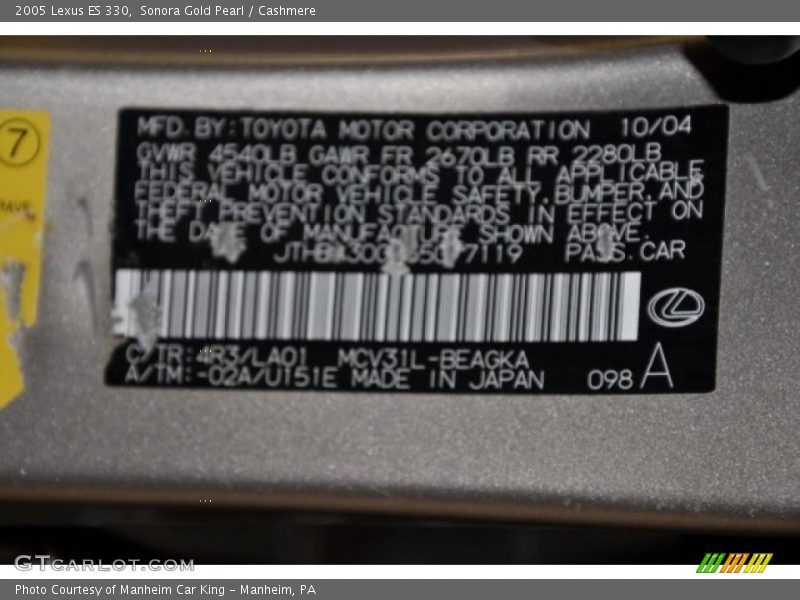 2005 Lexus ES 330, Sonora Gold Pearl / Cashmere
7
MFD. BY: TOYOTA MOTOR CORPORATION 10/04
GVWR 4540LB GAWR FR 2670LB RR 2280LB
THIS VEHICLE CONFORMS TO ALL APPLICABLE
FEDERAL MOTOR VEHICLE SAFETY, BUMPER, AND
THEFT PREVENTION STANDARDS IN EFFECT ON
THE DATE OF MANUFACTURE SHOWN ABOVE.
PASS. CAR
C/TR: 4R3/LA01 MCV31L-BEAGKA
A/TM: -02A/U151E MADE IN JAPAN 098 A
GTCARLOT.COM
Photo Courtesy of Manheim Car King - Manheim, PA